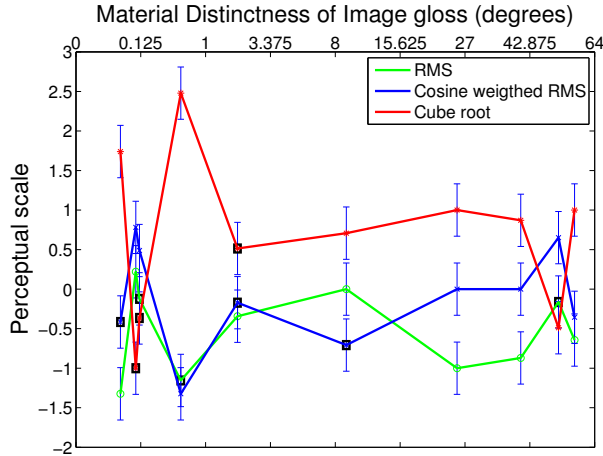 Material Distinctness of Image gloss (degrees)
0 0.125 1 3.375 8 15.625 27 42.875 64
3
2.5
2
1.5
1
0.5
0
−0.5
−1
−1.5
−2
Perceptual scale
RMS
Cosine weigthed RMS
Cube root